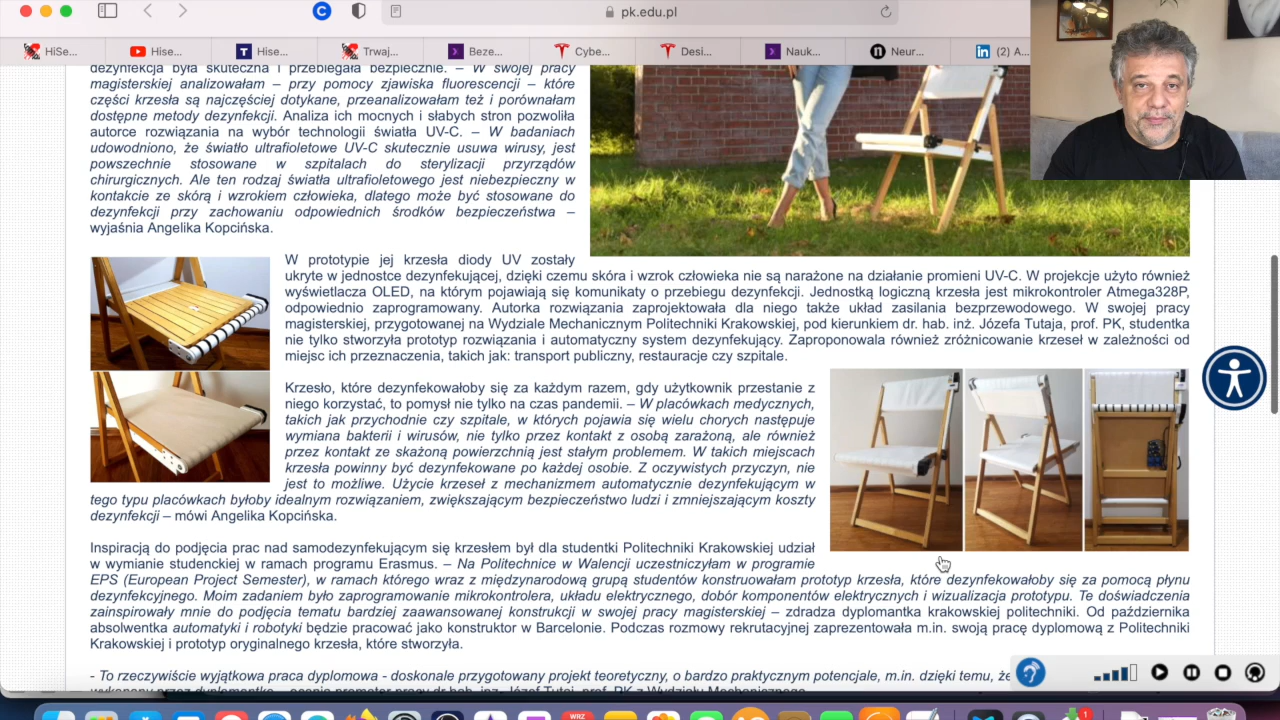 pk.edu.pl
HiSe...
Hise...
Hise...
Trwaj...
Beze...
Cybe...
Desi...
Nauk...
Neur...
(2) A...
dezynfekcja była skuteczna i przebiegała bezpiecznie. – W swojej pracy
magisterskiej analizowałam – przy pomocy zjawiska fluorescencji – które
części krzesła są najczęściej dotykane, przeanalizowałam też i porównałam
dostępne metody dezynfekcji. Analiza ich mocnych i słabych stron pozwoliła
autorce rozwiązania na wybór technologii światła UV-C. – W badaniach
udowodniono, że światło ultrafioletowe UV-C skutecznie usuwa wirusy, jest
powszechnie stosowane w szpitalach do sterylizacji przyrządów
chirurgicznych. Ale ten rodzaj światła ultrafioletowego jest niebezpieczny w
kontakcie ze skórą i wzrokiem człowieka, dlatego może być stosowane do
dezynfekcji przy zachowaniu odpowiednich środków bezpieczeństwa –
wyjaśnia Angelika Kopcińska.
W prototypie jej krzesła diody UV zostały
ukryte w jednostce dezynfekującej, dzięki czemu skóra i wzrok człowieka nie są narażone na działanie promieni UV-C. W projekcie użyto również
wyświetlacza OLED, na którym pojawiają się komunikaty o przebiegu dezynfekcji. Jednostką logiczną krzesła jest mikrokontroler Atmega328P,
odpowiednio zaprogramowany. Autorka rozwiązania zaprojektowała dla niego także układ zasilania bezprzewodowego. W swojej pracy
magisterskiej, przygotowanej na Wydziale Mechanicznym Politechniki Krakowskiej, pod kierunkiem dr. hab. inż. Józefa Tutaja, prof. PK, studentka
nie tylko stworzyła prototyp rozwiązania i automatyczny system dezynfekujący. Zaproponowala również zróżnicowanie krzeseł w zależności od
miejsc ich przeznaczenia, takich jak: transport publiczny, restauracje czy szpitale.
Krzesło, które dezynfekowałoby się za każdym razem, gdy użytkownik przestanie z
niego korzystać, to pomysł nie tylko na czas pandemii. – W placówkach medycznych,
takich jak przychodnie czy szpitale, w których pojawia się wielu chorych następuje
wymiana bakterii i wirusów, nie tylko przez kontakt z osobą zarażoną, ale również
przez kontakt ze skażoną powierzchnią jest stałym problemem. W takich miejscach
krzesła powinny być dezynfekowane po każdej osobie. Z oczywistych przyczyn, nie
jest to możliwe. Użycie krzeseł z mechanizmem automatycznie dezynfekującym w
tego typu placówkach byłoby idealnym rozwiązaniem, zwiększającym bezpieczeństwo ludzi i zmniejszającym koszty
dezynfekcji – mówi Angelika Kopcińska.
Inspiracją do podjęcia prac nad samodezynfekującym się krzesłem był dla studentki Politechniki Krakowskiej udział
w wymianie studenckiej w ramach programu Erasmus. – Na Politechnice w Walencji uczestniczyłam w programie
EPS (European Project Semester), w ramach którego wraz z międzynarodową grupą studentów konstruowałam prototyp krzesła, które dezynfekowałoby się za pomocą płynu
dezynfekcyjnego. Moim zadaniem było zaprogramowanie mikrokontrolera, układu elektrycznego, dobór komponentów elektrycznych i wizualizacja prototypu. Te doświadczenia
zainspirowały mnie do podjęcia tematu bardziej zaawansowanej konstrukcji w swojej pracy magisterskiej – zdradza dyplomantka krakowskiej politechniki. Od października
absolwentka automatyki i robotyki będzie pracować jako konstruktor w Barcelonie. Podczas rozmowy rekrutacyjnej zaprezentowała m.in. swoją pracę dyplomową z Politechniki
Krakowskiej i prototyp oryginalnego krzesła, które stworzyła.
- To rzeczywiście wyjątkowa praca dyplomowa - doskonale przygotowany projekt teoretyczny, o bardzo praktycznym potencjale, m.in. dzięki temu, że
WRZ
1